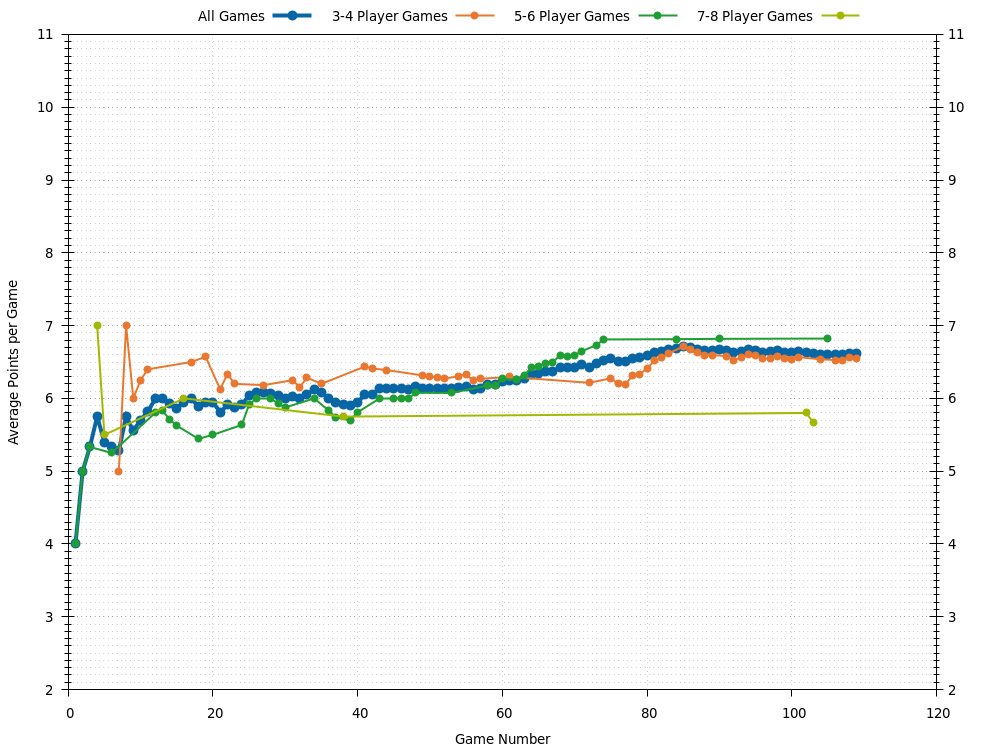 All Games 3-4 Player Games 5-6 Player Games 7-8 Player Games
11 11
10 10
9 9
8 8
7 7
6 6
5 5
4 4
3 3
2 2
Average Points per Game
0 20 40 60 80 100 120
Game Number